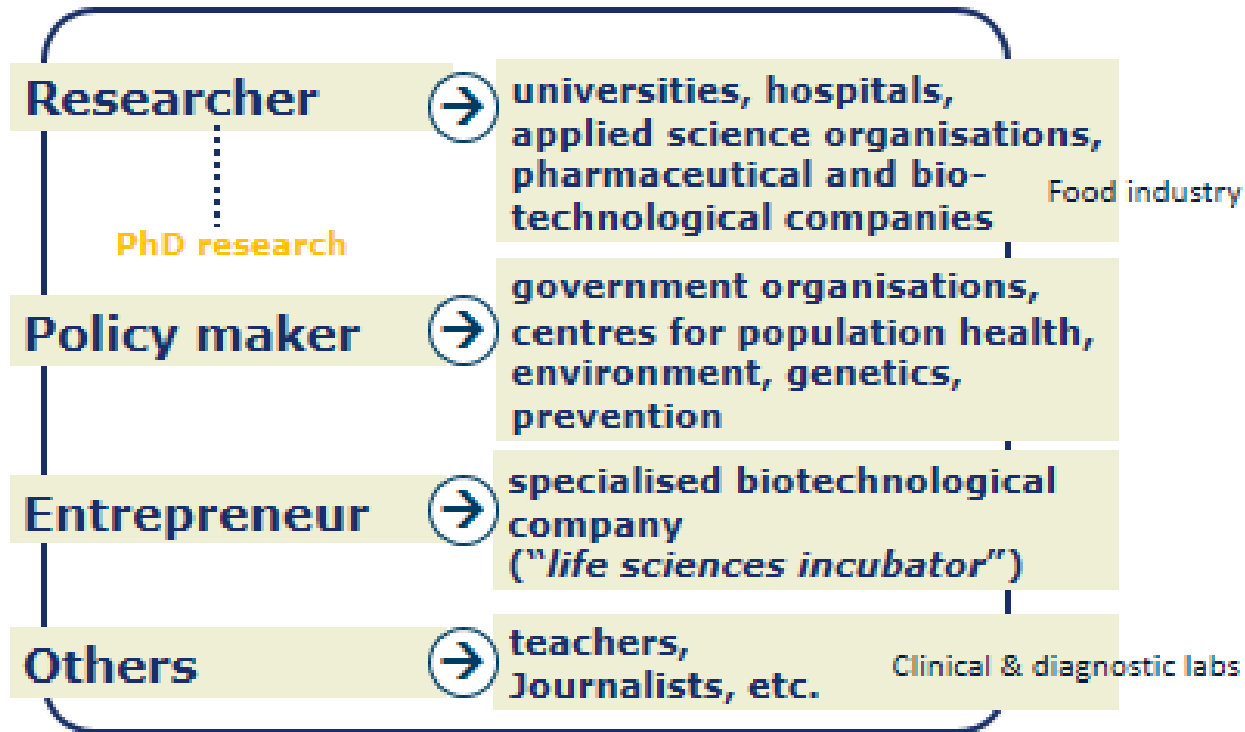 Researcher
universities, hospitals,
applied science organisations,
pharmaceutical and bio-
technological companies
Food industry
PhD research
Policy maker
government organisations,
centres for population health,
environment, genetics,
prevention
Entrepreneur
specialised biotechnological
company
(“life sciences incubator”)
Others
teachers,
Journalists, etc.
Clinical & diagnostic labs